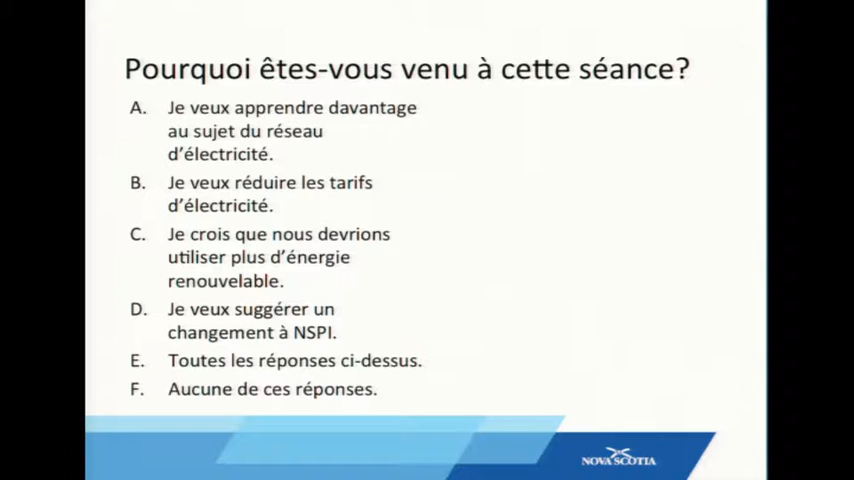 Pourquoi êtes-vous venu à cette séance?
A. Je veux apprendre davantage
au sujet du réseau
d’électricité.
B. Je veux réduire les tarifs
d’électricité.
C. Je crois que nous devrions
utiliser plus d’énergie
renouvelable.
D. Je veux suggérer un
changement à NSPI.
E. Toutes les réponses ci-dessus.
F. Aucune de ces réponses.
NOVA SCOTIA